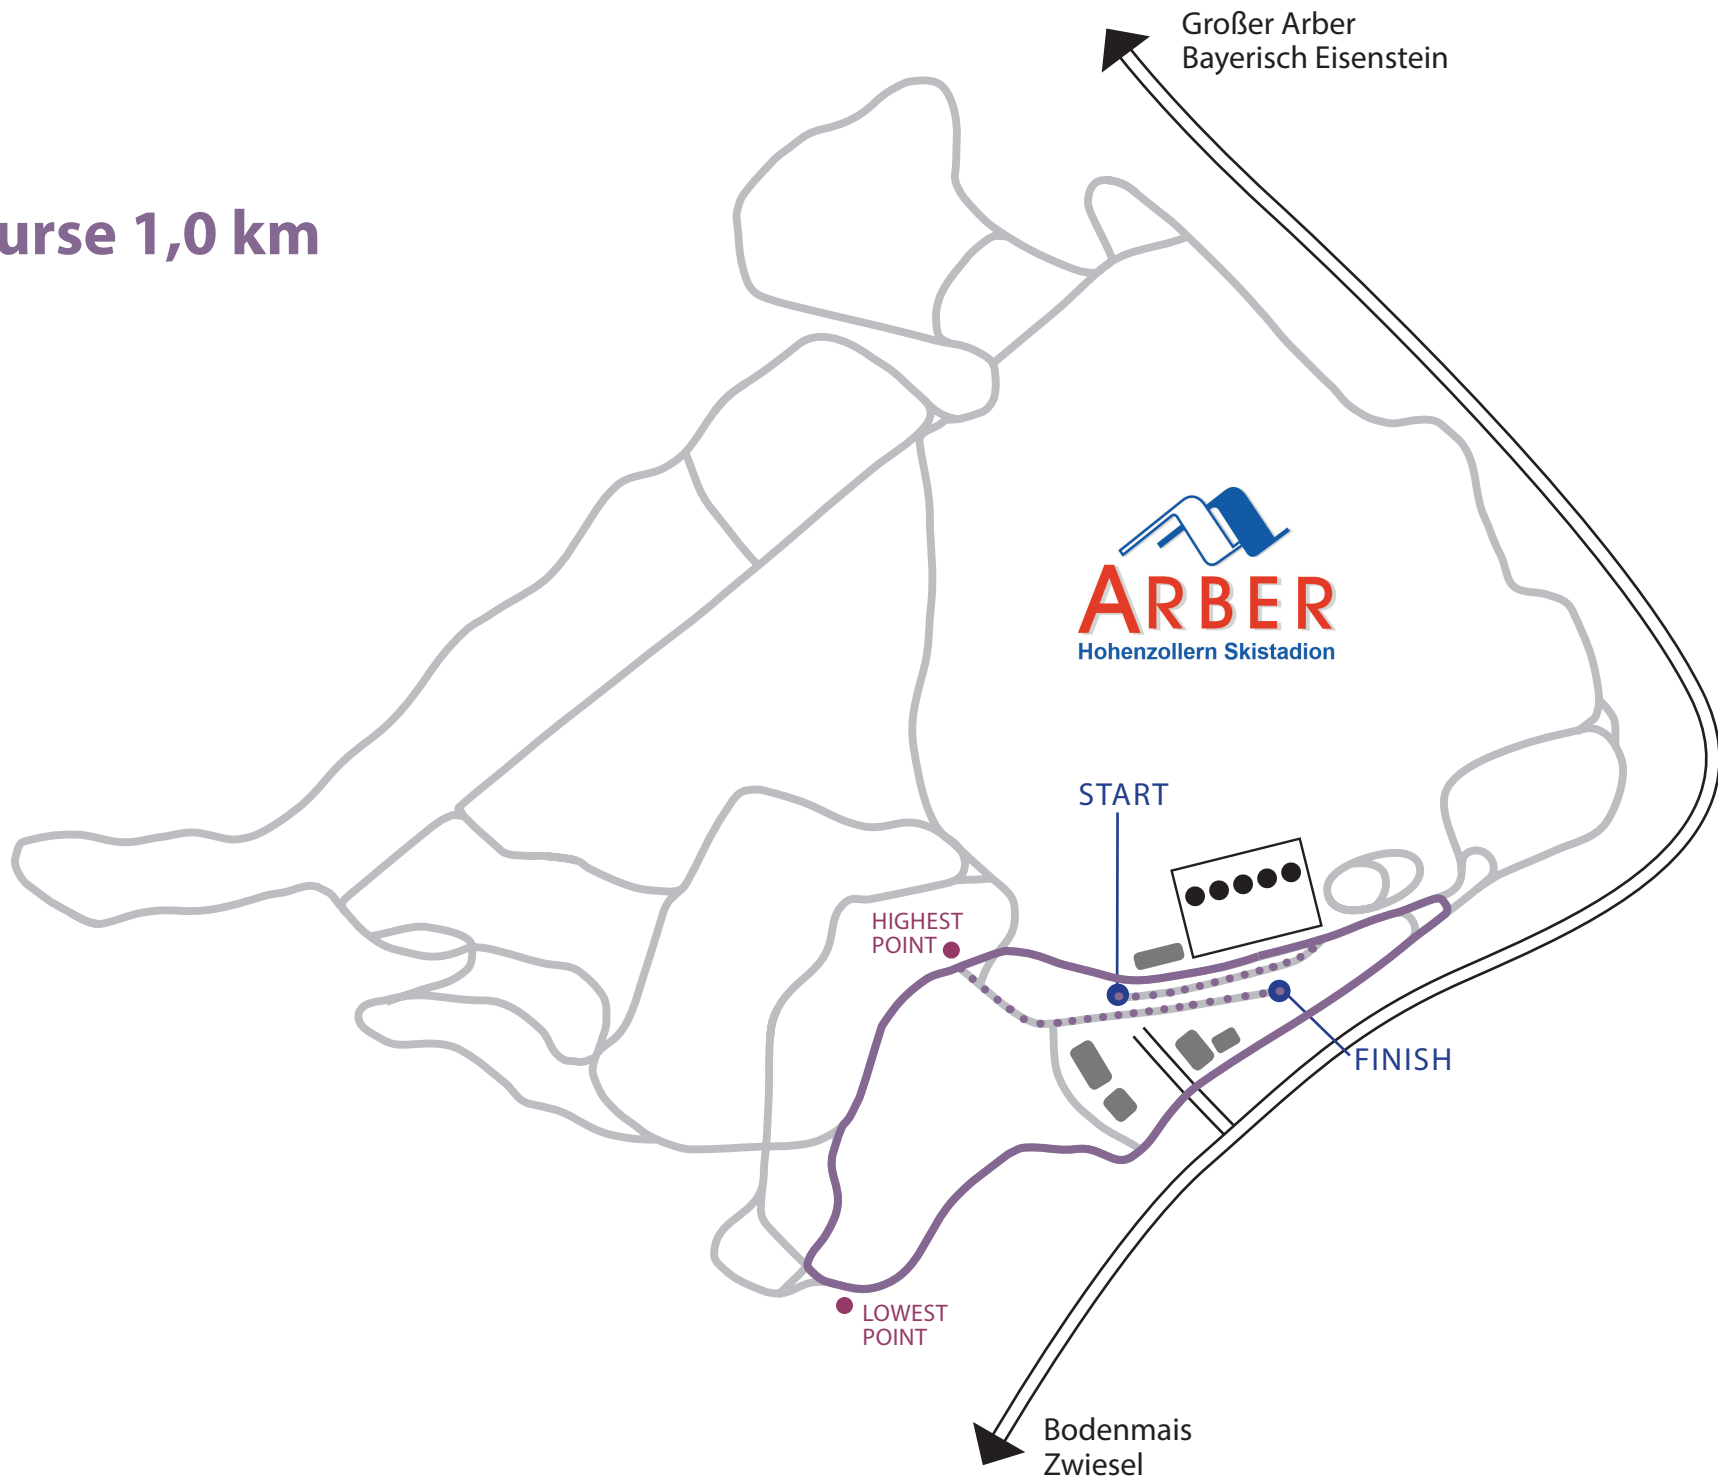 Großer Arber
Bayerisch Eisenstein
urse 1,0 km
ARBER
Hohenzollern Skistadion
START
HIGHEST
POINT
FINISH
LOWEST
POINT
Bodenmais
Zwiesel